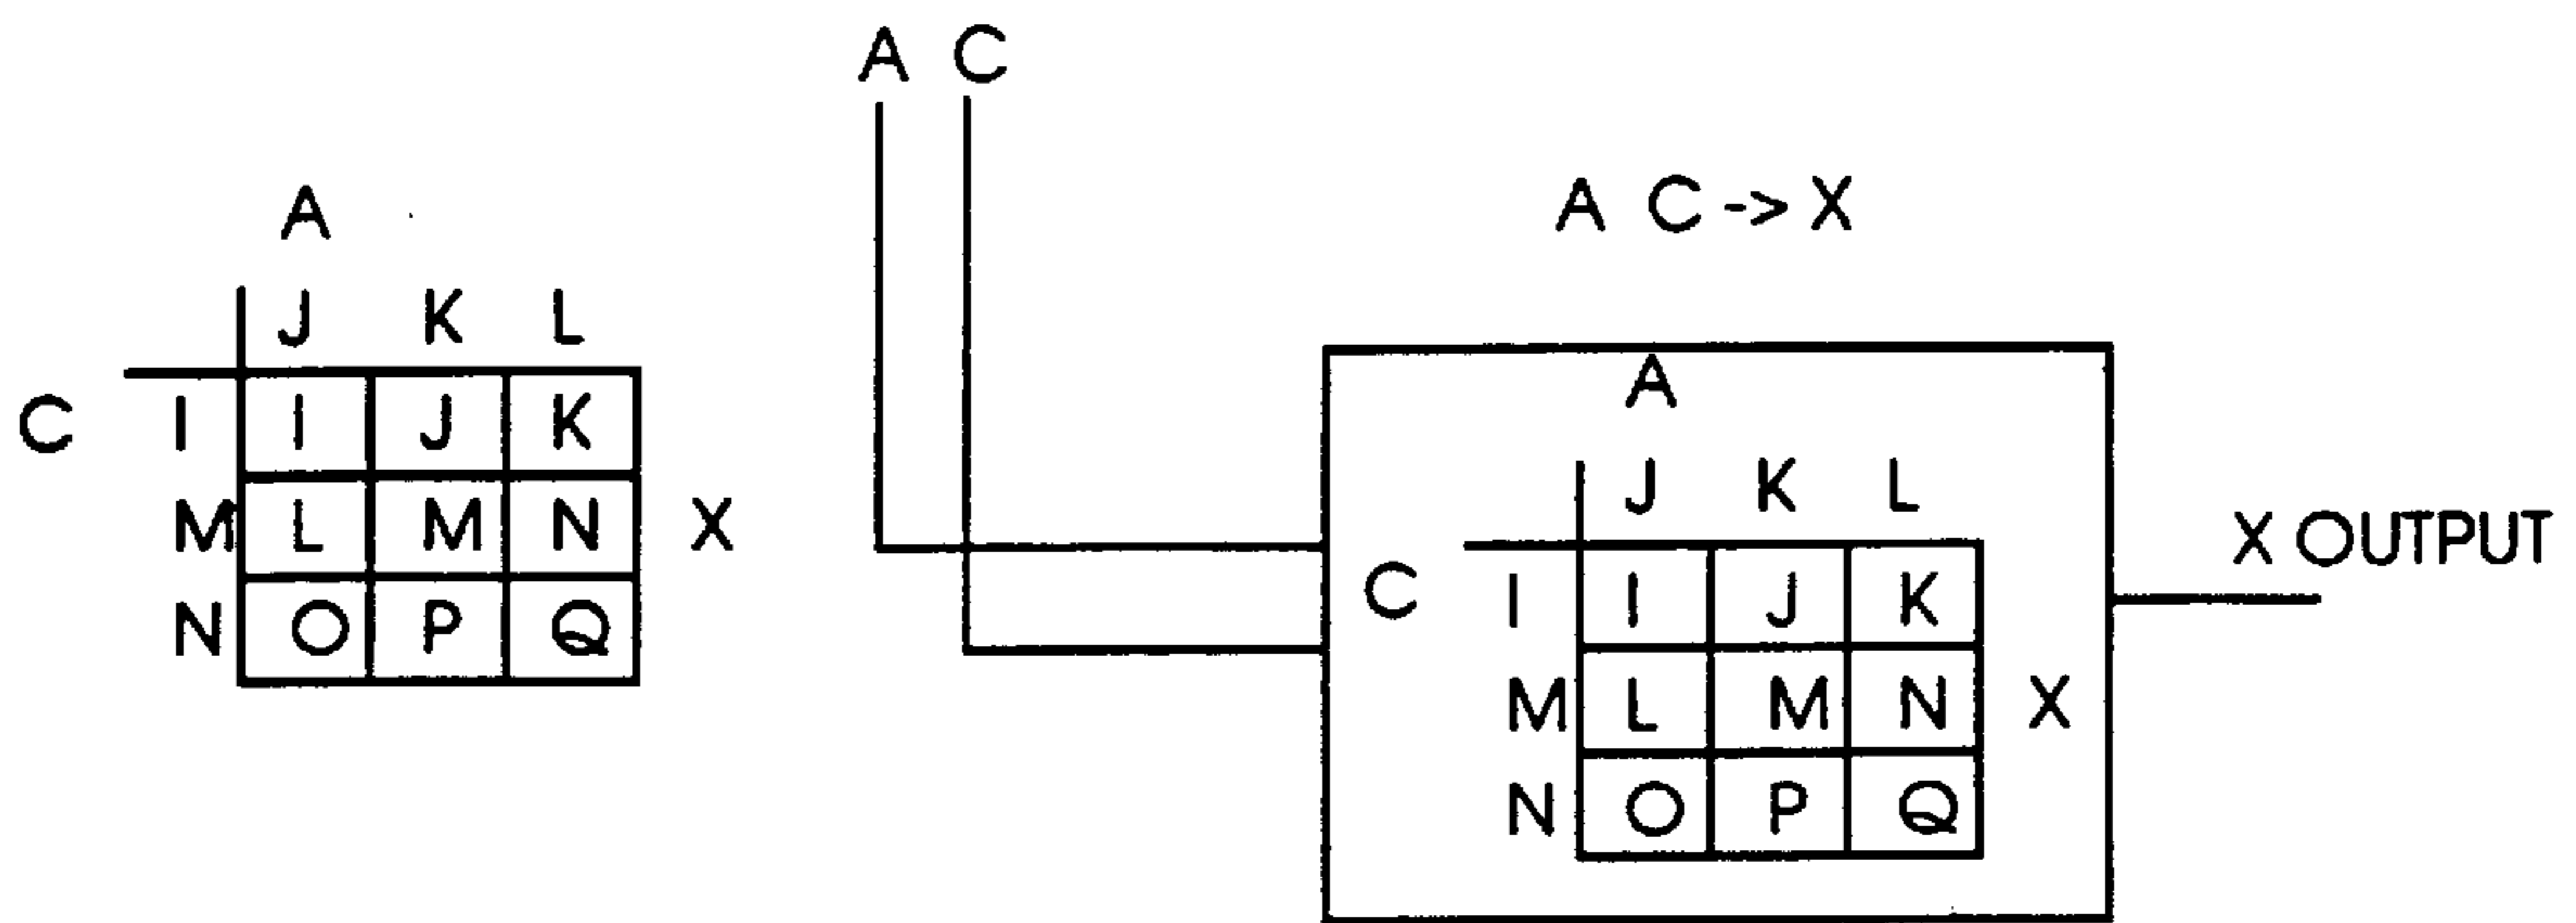 A
J K L
C I I J K
M L M N X
N O P Q
A C
A C -> X
A
J K L
C I I J K
M L M N X
N O P Q
X OUTPUT